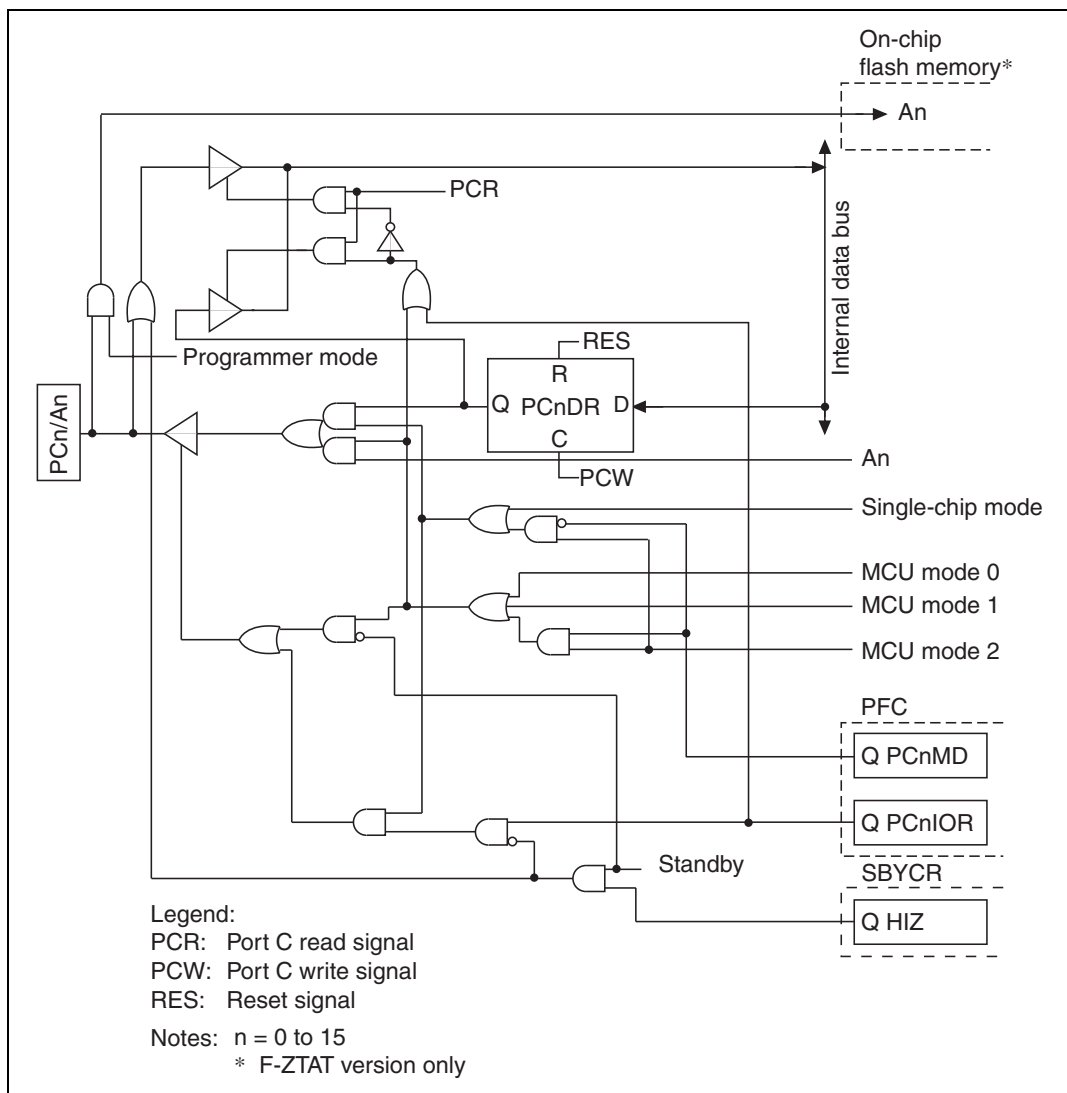 On-chip
flash memory*
An
PCR
Internal data bus
Programmer mode
RES
R
Q PCnDR D
C
PCn/An
PCW
An
Single-chip mode
MCU mode 0
MCU mode 1
MCU mode 2
PFC
Q PCnMD
Q PCnIOR
Standby
SBYCR
Q HIZ
Legend:
PCR: Port C read signal
PCW: Port C write signal
RES: Reset signal
Notes: n = 0 to 15
* F-ZTAT version only